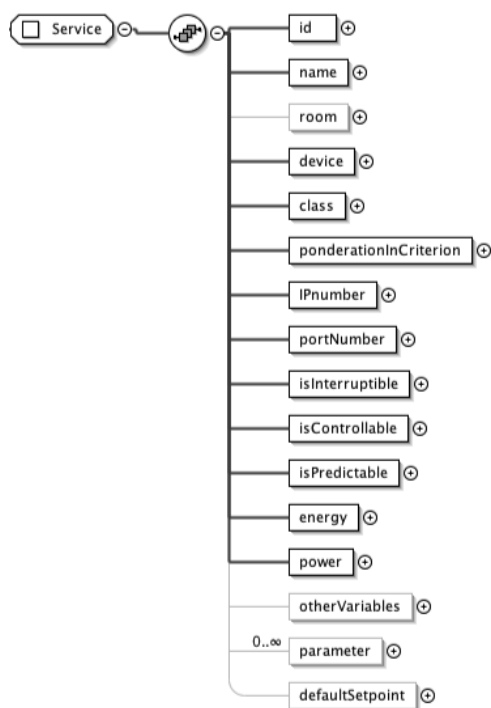 Service
id
name
room
device
class
ponderationInCriterion
IPnumber
portNumber
isInterruptible
isControllable
isPredictable
energy
power
otherVariables
0..∞ parameter
defaultSetpoint